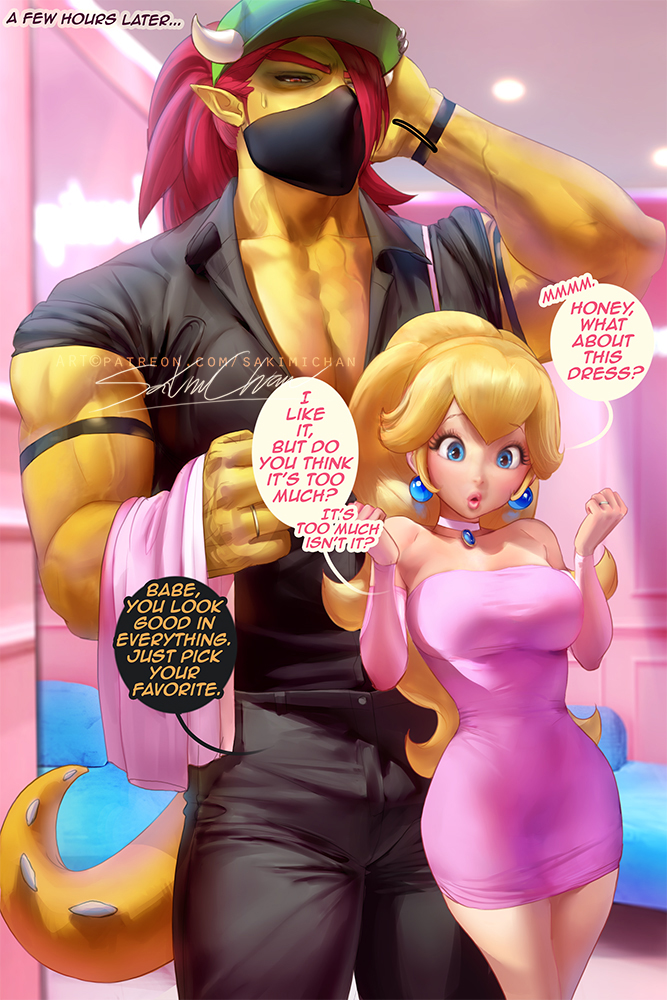 A FEW HOURS LATER...
MMMM,
HONEY,
WHAT
ABOUT
THIS
DRESS?
ART©PATREON.COM/SAKIMICHAN
I
LIKE
IT,
BUT DO
YOU THINK
IT'S TOO
MUCH?
IT'S
TOO MUCH
ISN'T IT?
BABE,
YOU LOOK
GOOD IN
EVERYTHING.
JUST PICK
YOUR
FAVORITE.